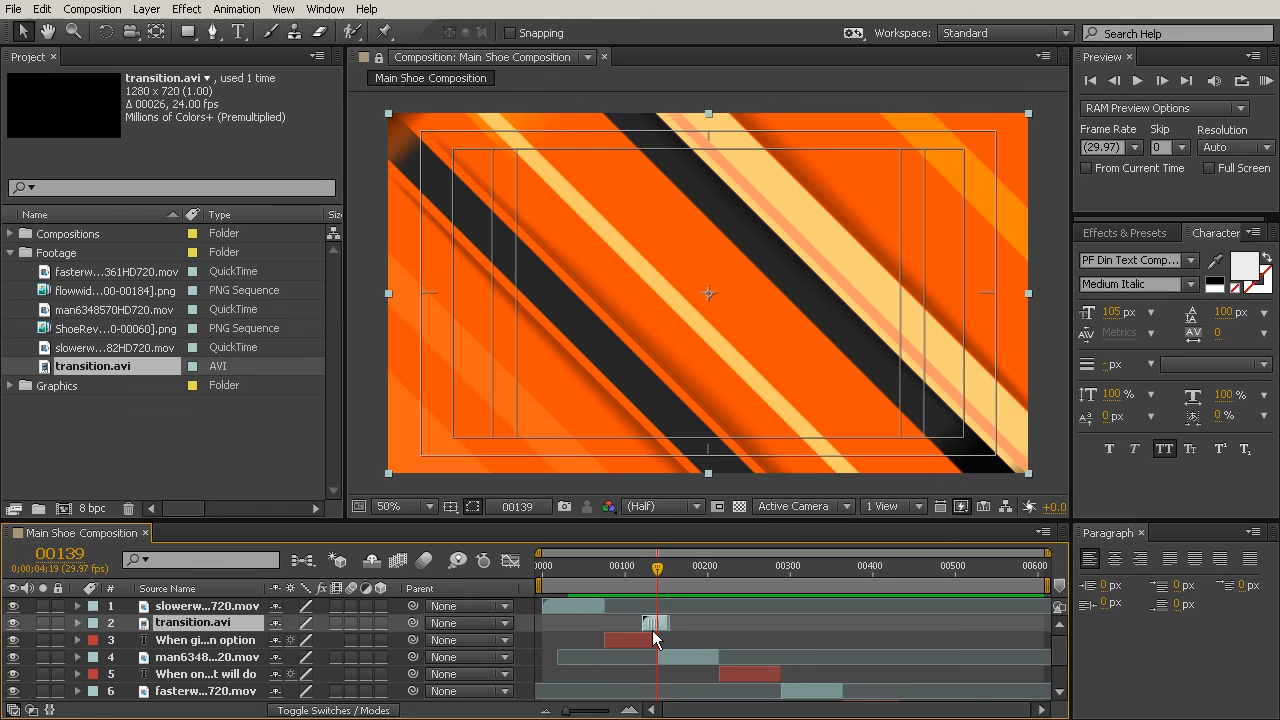 File Edit Composition Layer Effect Animation View Window Help
Snapping
Workspace: Standard
Search Help
Project
transition.avi ▾ , used 1 time
1280 x 720 (1.00)
Δ 00026, 24.00 fps
Millions of Colors+ (Premultiplied)
Name Type Siz
Compositions Folder
Footage Folder
fasterw...361HD720.mov QuickTime
flowwid...00-00184].png PNG Sequence
man6348570HD720.mov QuickTime
ShoeRev...0-00060].png PNG Sequence
slowerw...82HD720.mov QuickTime
transition.avi AVI
Graphics Folder
8 bpc
Composition: Main Shoe Composition
Main Shoe Composition
50% 00139 (Half) Active Camera 1 View +0.0
Preview
RAM Preview Options
Frame Rate Skip Resolution
(29.97) 0 Auto
From Current Time Full Screen
Effects & Presets Character
PF Din Text Comp...
Medium Italic
105 px 100 px
Metrics 0
- px
100 % 100 %
0 px 0 %
T T TT Tт T¹ T₁
Main Shoe Composition
00139
0;00;04;19 (29.97 fps)
# Source Name Parent
0000 00100 00200 00300 00400 00500 00600
1 slowerw...720.mov None
2 transition.avi None
3 When gi...n option None
4 man6348...20.mov None
5 When on...t will do None
6 fasterw...720.mov None
Toggle Switches / Modes
Paragraph
0 px 0 px 0 px
0 px 0 px